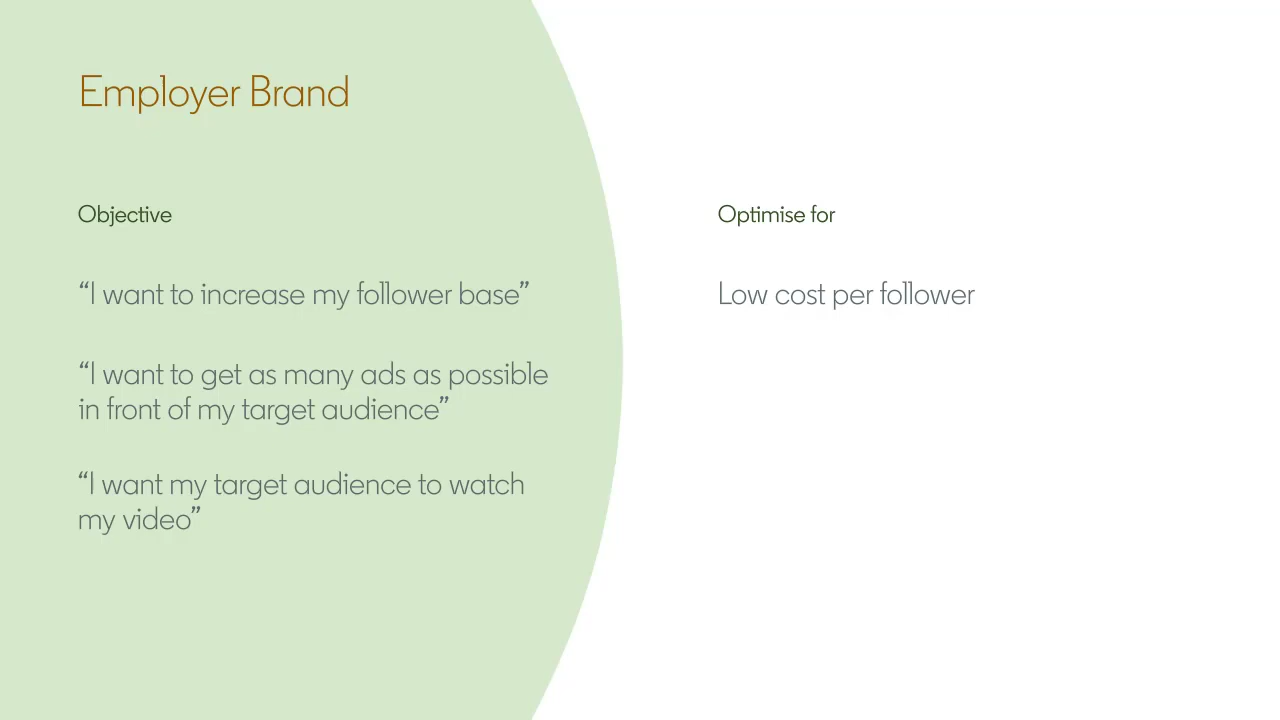 Employer Brand
Objective
Optimise for
“I want to increase my follower base”
Low cost per follower
“I want to get as many ads as possible
in front of my target audience”
“I want my target audience to watch
my video”